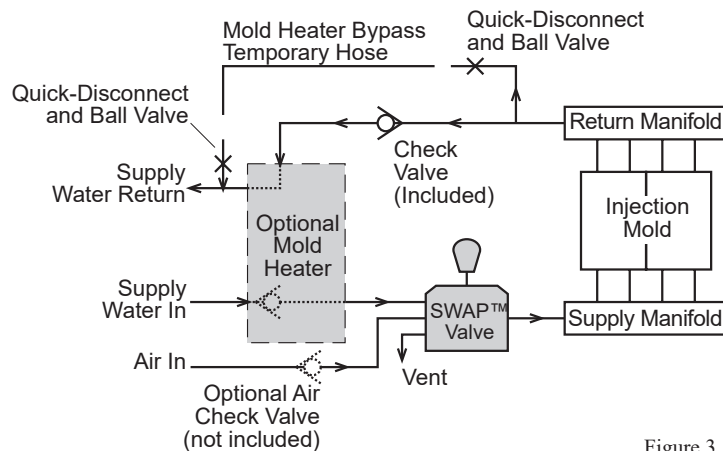 Mold Heater Bypass
Temporary Hose
Quick-Disconnect
and Ball Valve
Quick-Disconnect
and Ball Valve
Return Manifold
Check
Valve
(Included)
Supply
Water Return
Optional
Mold
Heater
Injection
Mold
Supply
Water In
SWAP™
Valve
Supply Manifold
Air In
Vent
Optional Air
Check Valve
(not included)
Figure 3